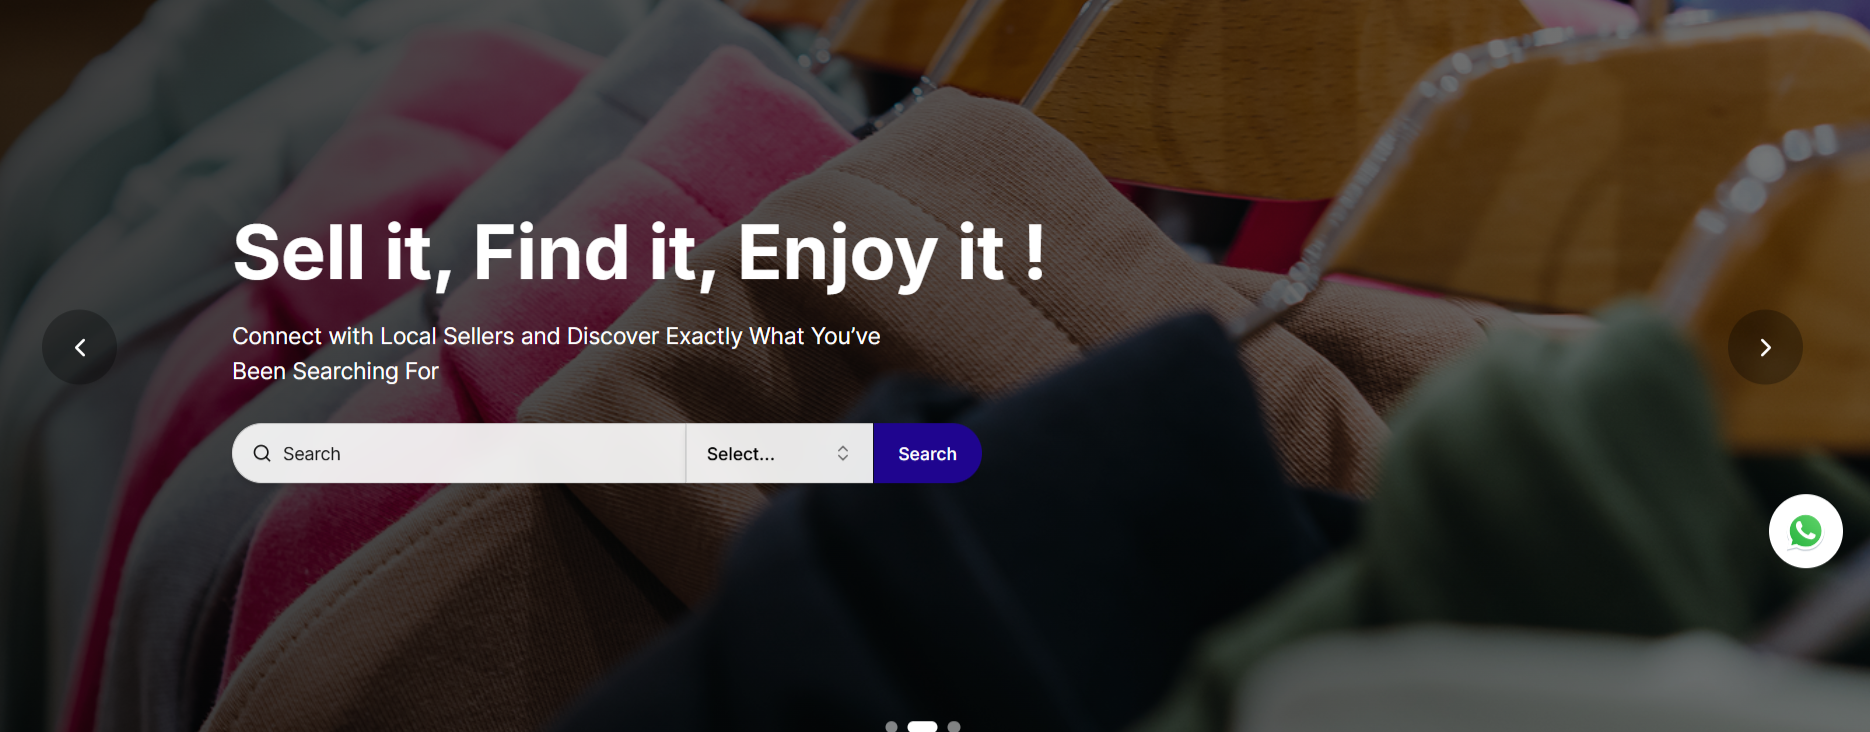 Sell it, Find it, Enjoy it !
Connect with Local Sellers and Discover Exactly What You’ve
Been Searching For
Search
Select...
Search